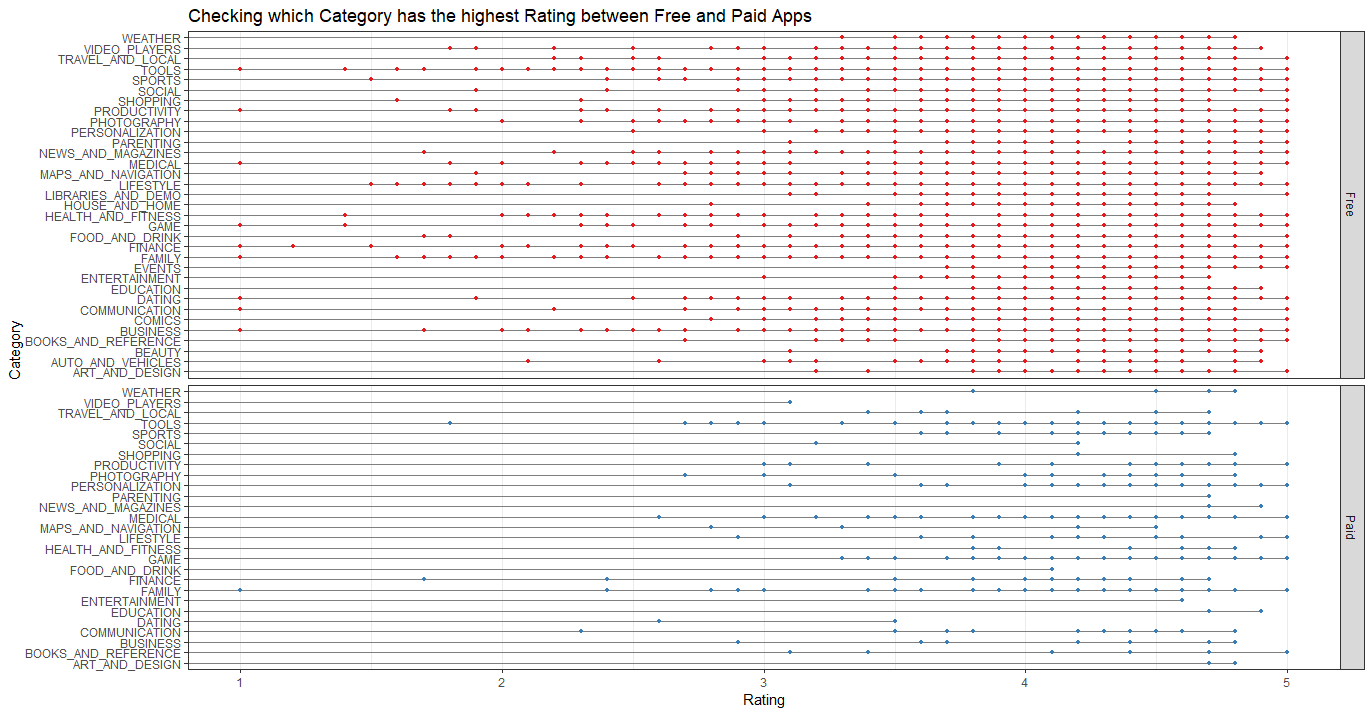 Checking which Category has the highest Rating between Free and Paid Apps
WEATHER
VIDEO_PLAYERS
TRAVEL_AND_LOCAL
TOOLS
SPORTS
SOCIAL
SHOPPING
PRODUCTIVITY
PHOTOGRAPHY
PERSONALIZATION
PARENTING
NEWS_AND_MAGAZINES
MEDICAL
MAPS_AND_NAVIGATION
LIFESTYLE
LIBRARIES_AND_DEMO
HOUSE_AND_HOME
HEALTH_AND_FITNESS
GAME
FOOD_AND_DRINK
FINANCE
FAMILY
EVENTS
ENTERTAINMENT
EDUCATION
DATING
COMMUNICATION
COMICS
BUSINESS
BOOKS_AND_REFERENCE
BEAUTY
AUTO_AND_VEHICLES
ART_AND_DESIGN
Free
Category
WEATHER
VIDEO_PLAYERS
TRAVEL_AND_LOCAL
TOOLS
SPORTS
SOCIAL
SHOPPING
PRODUCTIVITY
PHOTOGRAPHY
PERSONALIZATION
PARENTING
NEWS_AND_MAGAZINES
MEDICAL
MAPS_AND_NAVIGATION
LIFESTYLE
HEALTH_AND_FITNESS
GAME
FOOD_AND_DRINK
FINANCE
FAMILY
ENTERTAINMENT
EDUCATION
DATING
COMMUNICATION
BUSINESS
BOOKS_AND_REFERENCE
ART_AND_DESIGN
Paid
1 2 3 4 5
Rating